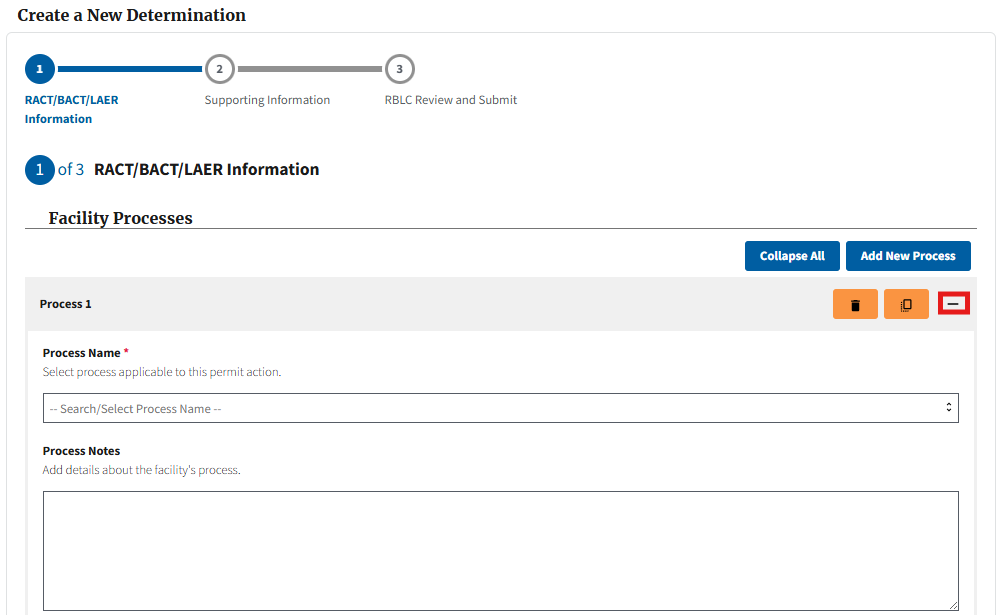 Create a New Determination
1
2
3
RACT/BACT/LAER
Information
Supporting Information
RBLC Review and Submit
1 of 3 RACT/BACT/LAER Information
Facility Processes
Collapse All
Add New Process
Process 1
Process Name *
Select process applicable to this permit action.
-- Search/Select Process Name --
Process Notes
Add details about the facility's process.